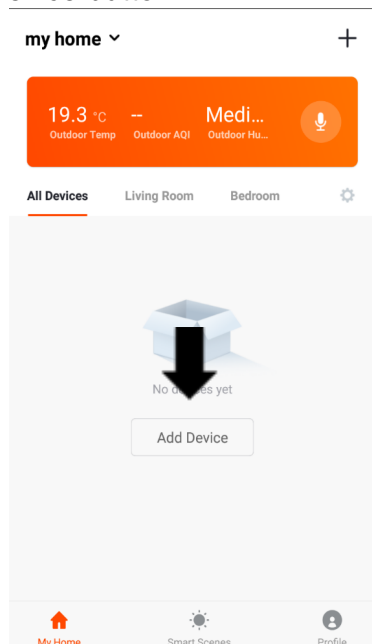 my home
19.3 °C -- Medi...
Outdoor Temp Outdoor AQI Outdoor Hu...
All Devices Living Room Bedroom
No yet
Add Device
My Home Smart Scenes Profile